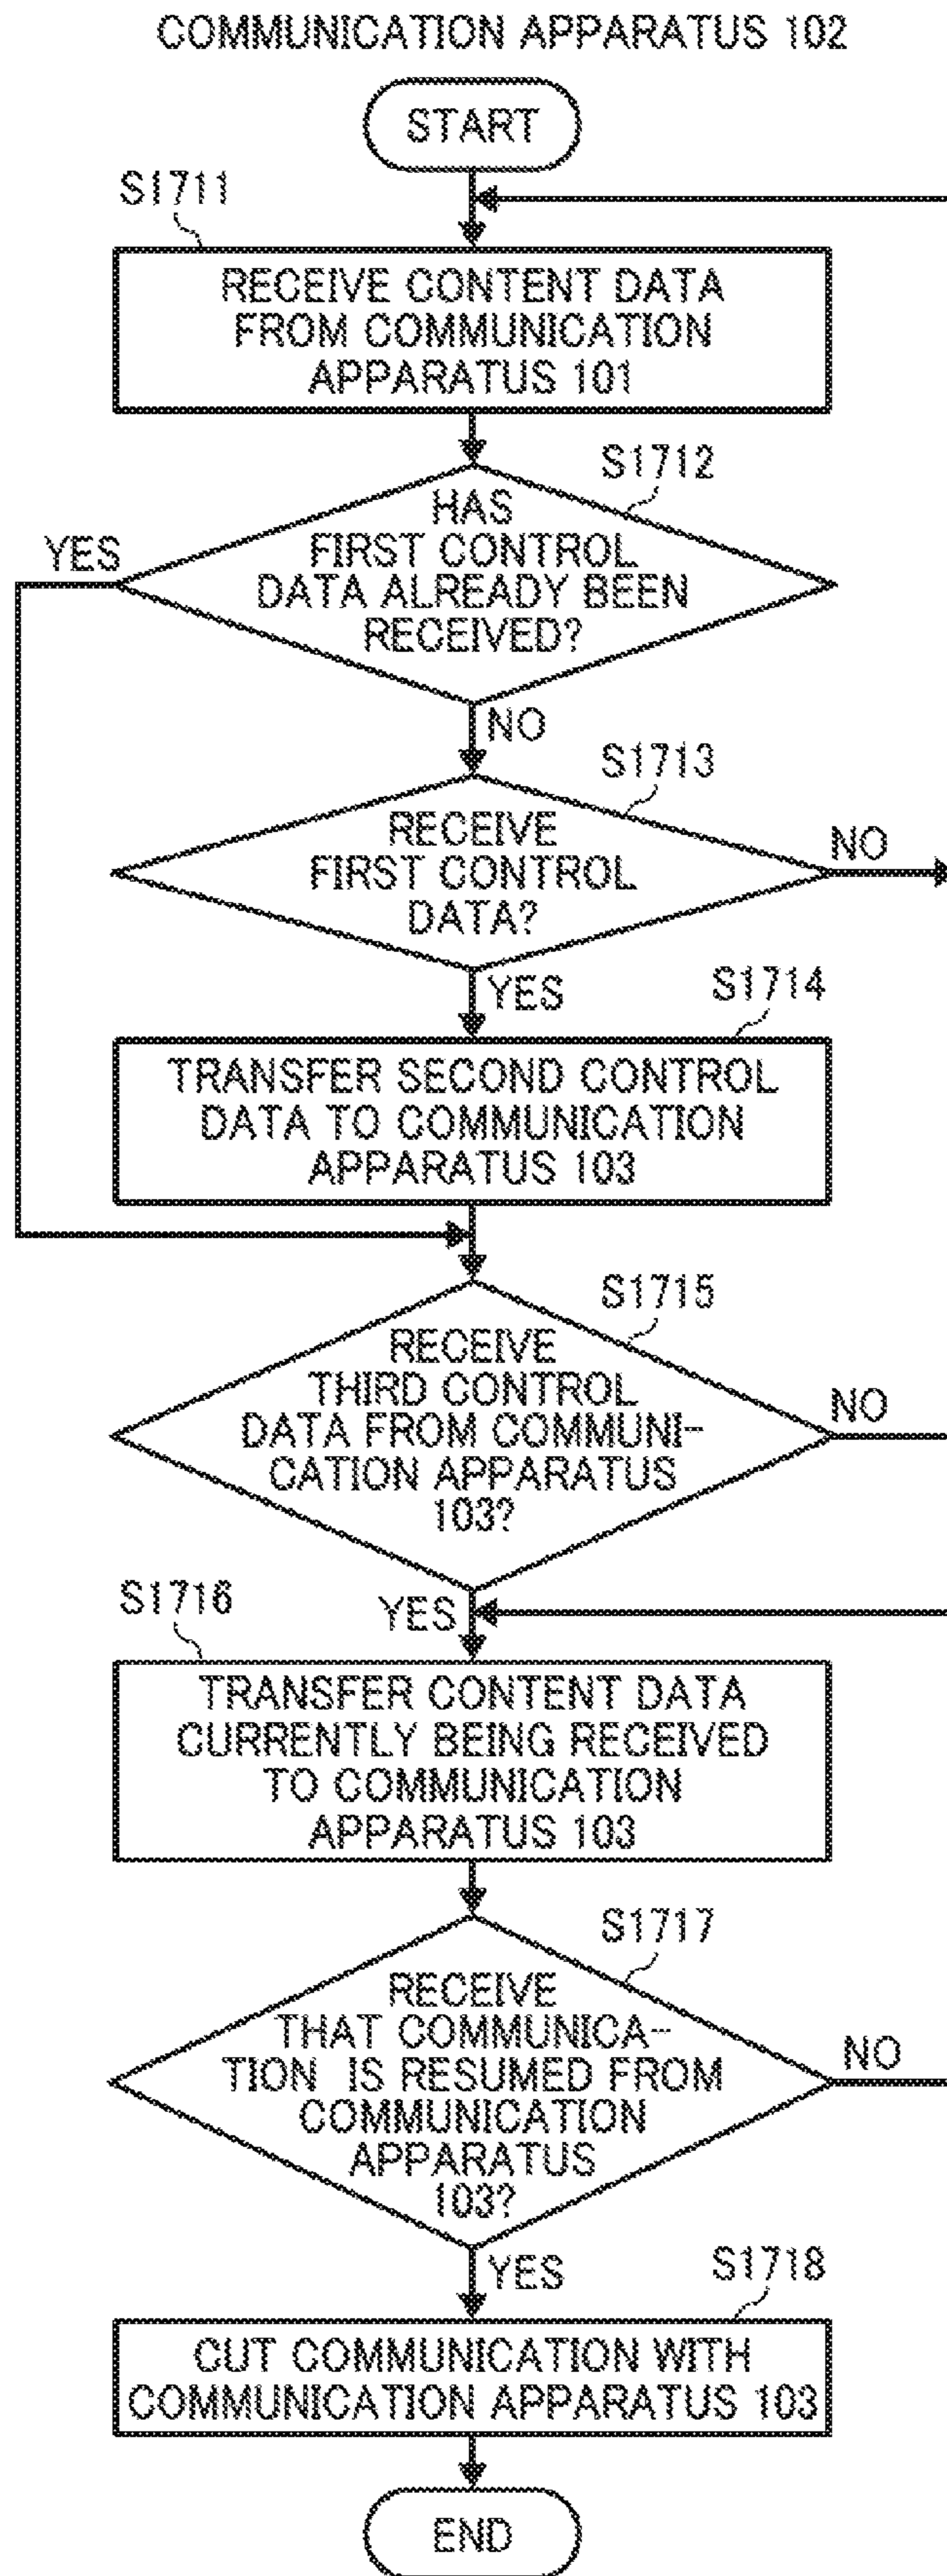 COMMUNICATION APPARATUS 102
START
S1711
RECEIVE CONTENT DATA
FROM COMMUNICATION
APPARATUS 101
S1712
HAS
FIRST CONTROL
DATA ALREADY BEEN
RECEIVED?
YES
NO
S1713
RECEIVE
FIRST CONTROL
DATA?
NO
YES
S1714
TRANSFER SECOND CONTROL
DATA TO COMMUNICATION
APPARATUS 103
S1715
RECEIVE
THIRD CONTROL
DATA FROM COMMUNI-
CATION APPARATUS
103?
NO
YES
S1716
TRANSFER CONTENT DATA
CURRENTLY BEING RECEIVED
TO COMMUNICATION
APPARATUS 103
S1717
RECEIVE
THAT COMMUNICA-
TION IS RESUMED FROM
COMMUNICATION
APPARATUS
103?
NO
YES
S1718
CUT COMMUNICATION WITH
COMMUNICATION APPARATUS 103
END